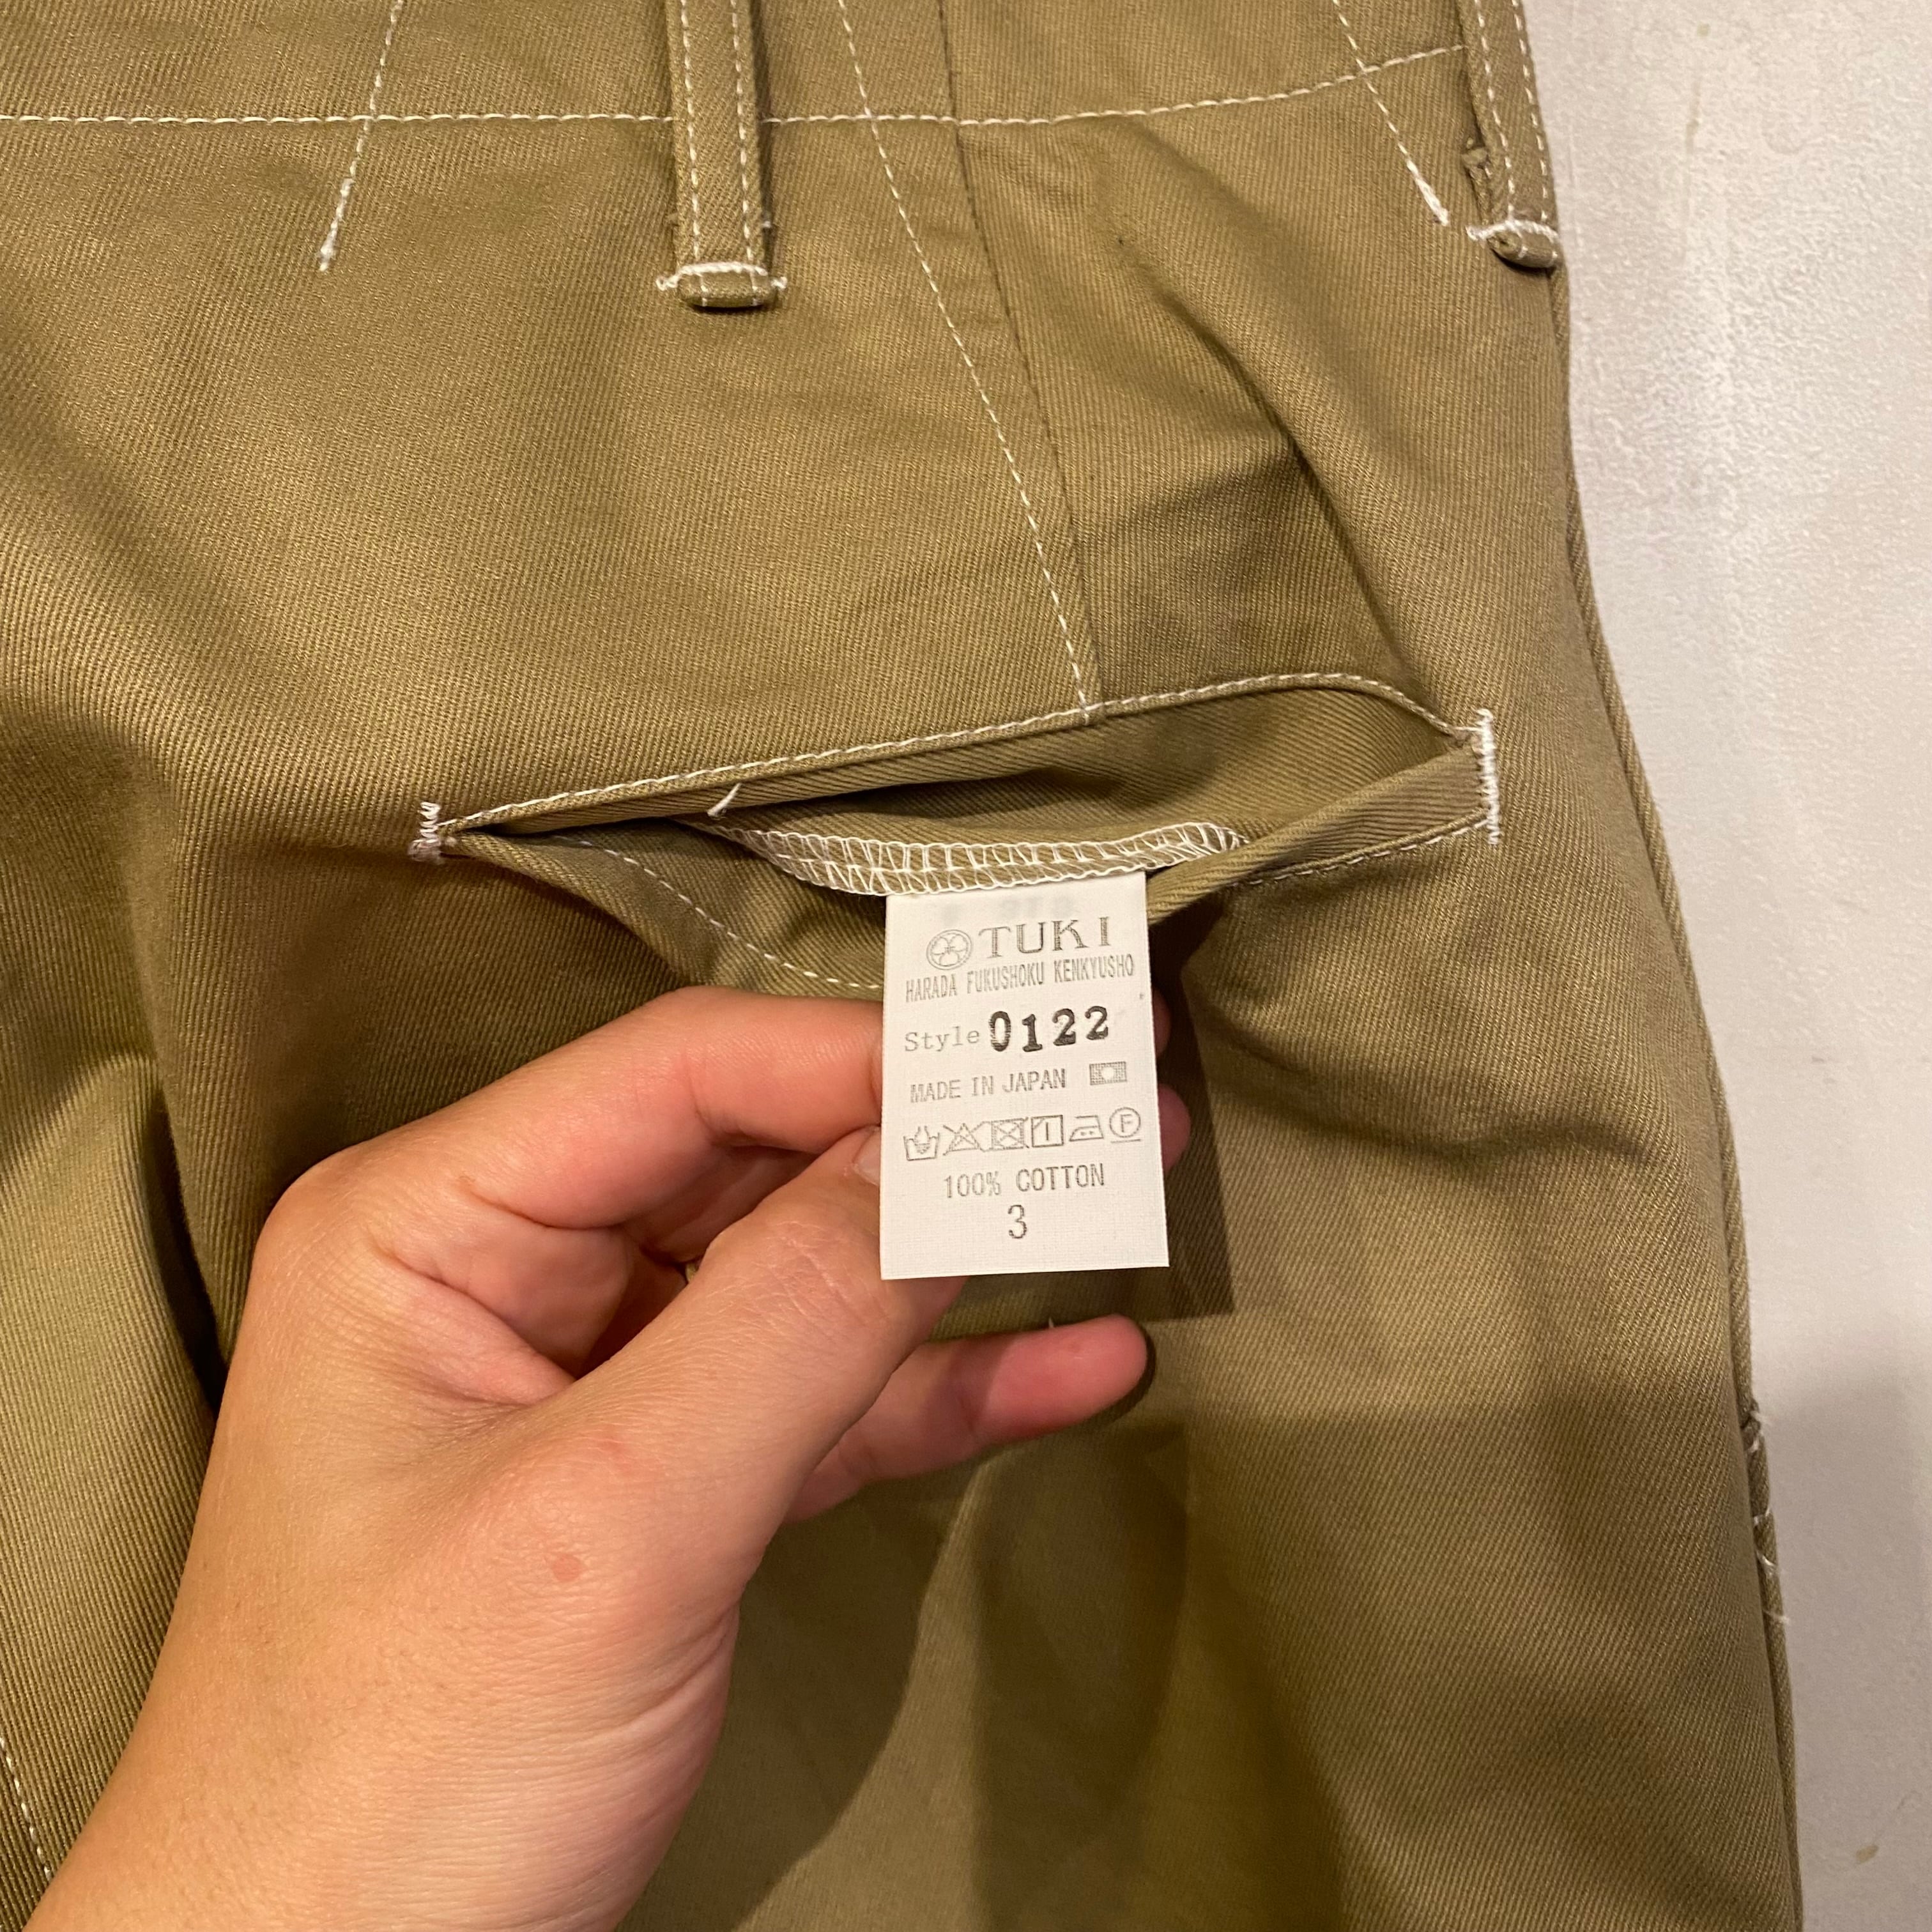 TUKI
HARADA FUKUSHOKU KENKYUSHO
Style 0122
MADE IN JAPAN
F
100% COTTON
3